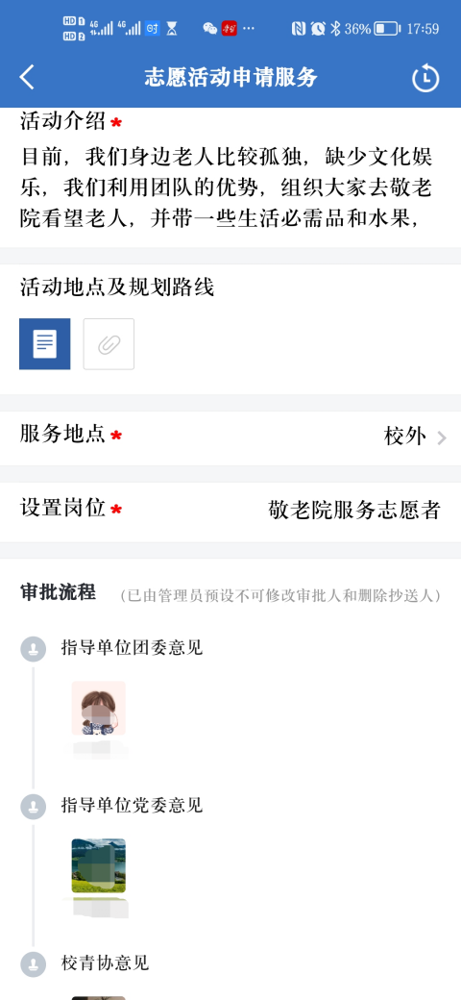 HD 1 4G 4G 36% 17:59
HD 2
志愿活动申请服务
活动介绍*
目前，我们身边老人比较孤独，缺少文化娱
乐，我们利用团队的优势，组织大家去敬老
院看望老人，并带一些生活必需品和水果，
活动地点及规划路线
服务地点* 校外
设置岗位* 敬老院服务志愿者
审批流程 （已由管理员预设不可修改审批人和删除抄送人）
指导单位团委意见
指导单位党委意见
校青协意见